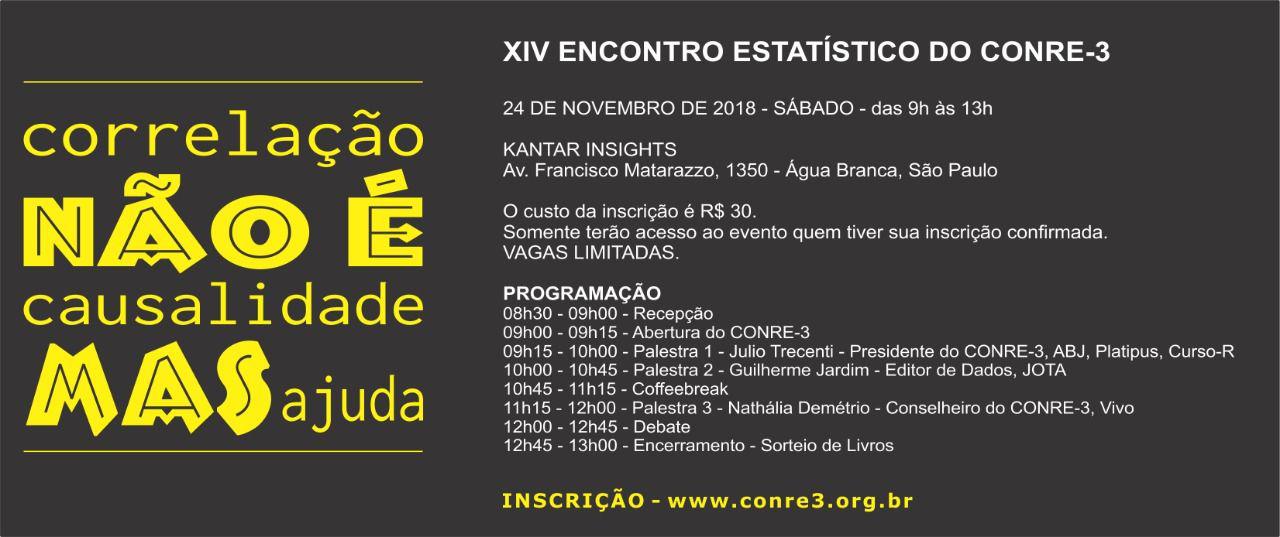 correlação
NÃO É
causalidade
MAS ajuda
XIV ENCONTRO ESTATÍSTICO DO CONRE-3
24 DE NOVEMBRO DE 2018 - SÁBADO - das 9h às 13h
KANTAR INSIGHTS
Av. Francisco Matarazzo, 1350 - Água Branca, São Paulo
O custo da inscrição é R$ 30.
Somente terão acesso ao evento quem tiver sua inscrição confirmada.
VAGAS LIMITADAS.
PROGRAMAÇÃO
08h30 - 09h00 - Recepção
09h00 - 09h15 - Abertura do CONRE-3
09h15 - 10h00 - Palestra 1 - Julio Trecenti - Presidente do CONRE-3, ABJ, Platipus, Curso-R
10h00 - 10h45 - Palestra 2 - Guilherme Jardim - Editor de Dados, JOTA
10h45 - 11h15 - Coffeebreak
11h15 - 12h00 - Palestra 3 - Nathália Demétrio - Conselheiro do CONRE-3, Vivo
12h00 - 12h45 - Debate
12h45 - 13h00 - Encerramento - Sorteio de Livros
INSCRIÇÃO - www.conre3.org.br